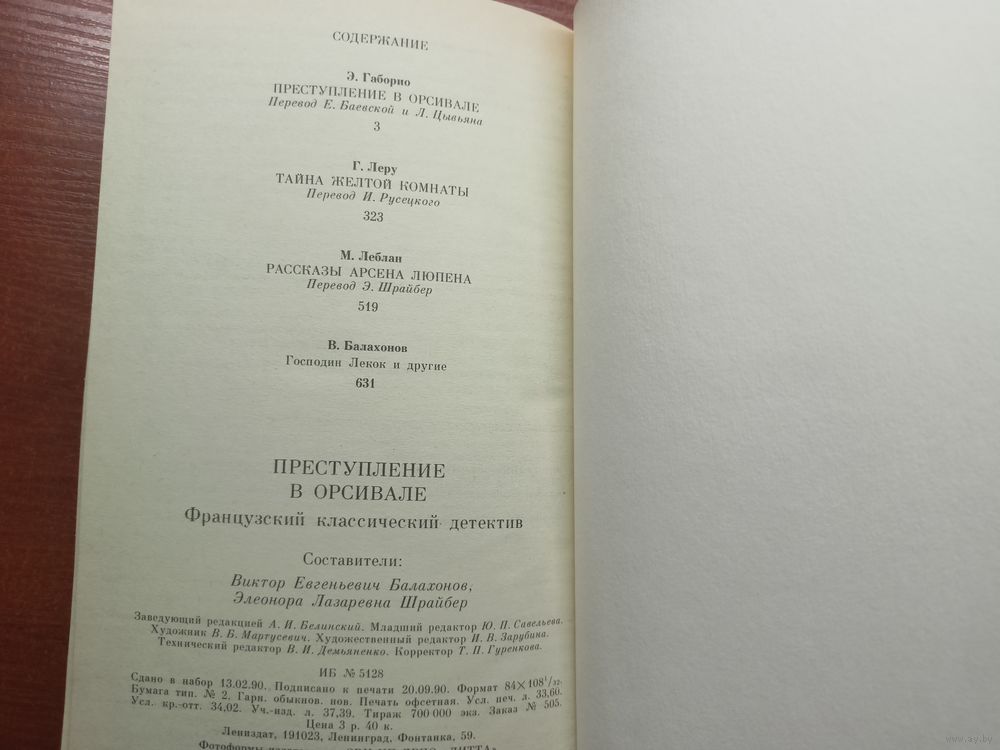 СОДЕРЖАНИЕ
Э. Габорио
ПРЕСТУПЛЕНИЕ В ОРСИВАЛЕ
Перевод Е. Баевской и Л. Цывьяна
3
Г. Леру
ТАЙНА ЖЕЛТОЙ КОМНАТЫ
Перевод И. Русецкого
323
М. Леблан
РАССКАЗЫ АРСЕНА ЛЮПЕНА
Перевод Э. Шрайбер
519
В. Балахонов
Господин Лекок и другие
631
ПРЕСТУПЛЕНИЕ
В ОРСИВАЛЕ
Французский классический детектив
Составители:
Виктор Евгеньевич Балахонов,
Элеонора Лазаревна Шрайбер
Заведующий редакцией А. И. Белинский. Младший редактор Ю. П. Савельева.
Художник В. Б. Мартусевич. Художественный редактор И. В. Зарубина.
Технический редактор В. И. Демьяненко. Корректор Т. П. Гуренкова.
ИБ № 5128
Сдано в набор 13.02.90. Подписано к печати 20.09.90. Формат 84×108¹/₃₂.
Бумага тип. № 2. Гарн. обыкнов. нов. Печать офсетная. Усл. печ. л. 33,60.
Усл. кр.-отт. 34,02. Уч.-изд. л. 37,39. Тираж 700 000 экз. Заказ № 505.
Цена 3 р. 40 к.
Лениздат, 191023, Ленинград, Фонтанка, 59.
www.ay.by